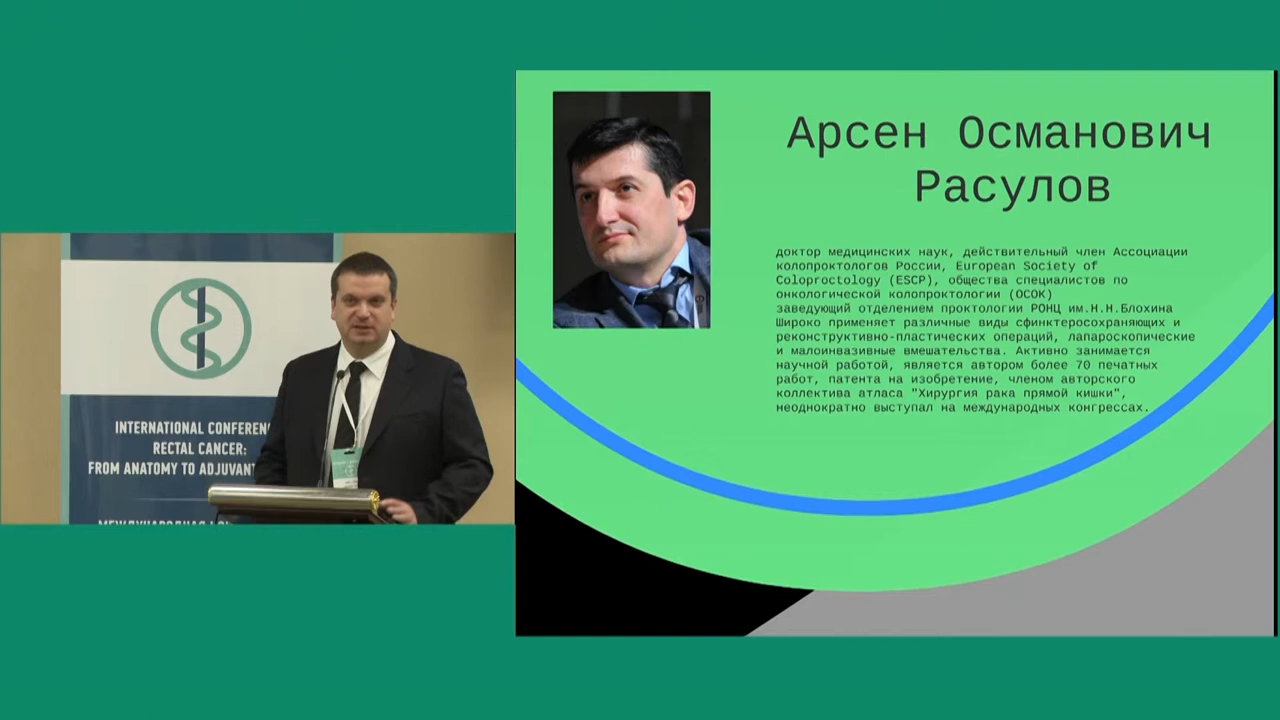 INTERNATIONAL CONFEREN
RECTAL CANCER:
FROM ANATOMY TO ADJUVANT
Арсен Османович
Расулов
доктор медицинских наук, действительный член Ассоциации
колопроктологов России, European Society of
Coloproctology (ESCP), общества специалистов по
онкологической колопроктологии (ОСОК)
заведующий отделением проктологии РОНЦ им.Н.Н.Блохина
Широко применяет различные виды сфинктеросохраняющих и
реконструктивно-пластических операций, лапароскопические
и малоинвазивные вмешательства. Активно занимается
научной работой, является автором более 70 печатных
работ, патента на изобретение, членом авторского
коллектива атласа "Хирургия рака прямой кишки",
неоднократно выступал на международных конгрессах.